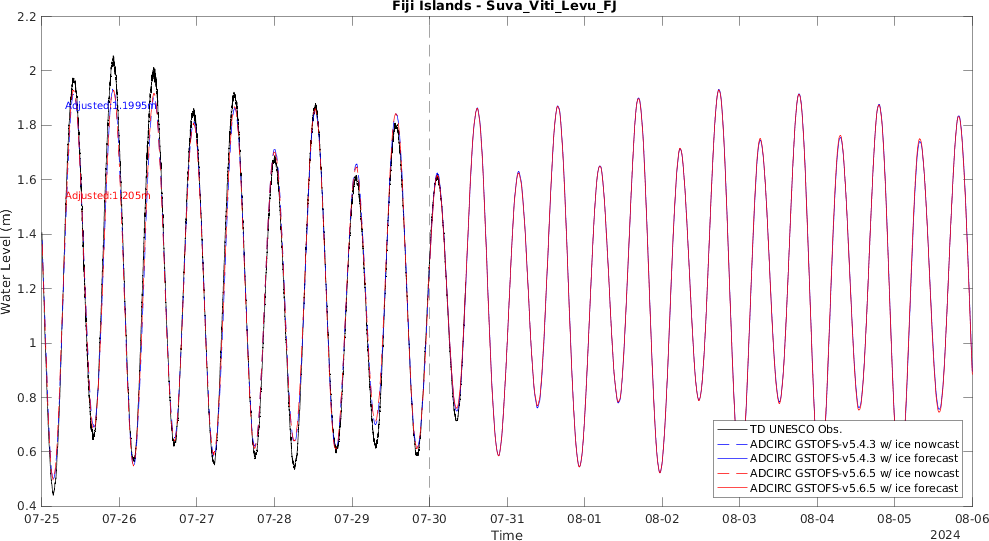 Fiji Islands - Suva_Viti_Levu_FJ
2.2
2
1.8
1.6
1.4
1.2
1
0.8
0.6
0.4
Water Level (m)
Adjusted:1.1995m
Adjusted:1.205m
TD UNESCO Obs.
ADCIRC GSTOFS-v5.4.3 w/ ice nowcast
ADCIRC GSTOFS-v5.4.3 w/ ice forecast
ADCIRC GSTOFS-v5.6.5 w/ ice nowcast
ADCIRC GSTOFS-v5.6.5 w/ ice forecast
07-25 07-26 07-27 07-28 07-29 07-30 07-31 08-01 08-02 08-03 08-04 08-05 08-06
Time
2024